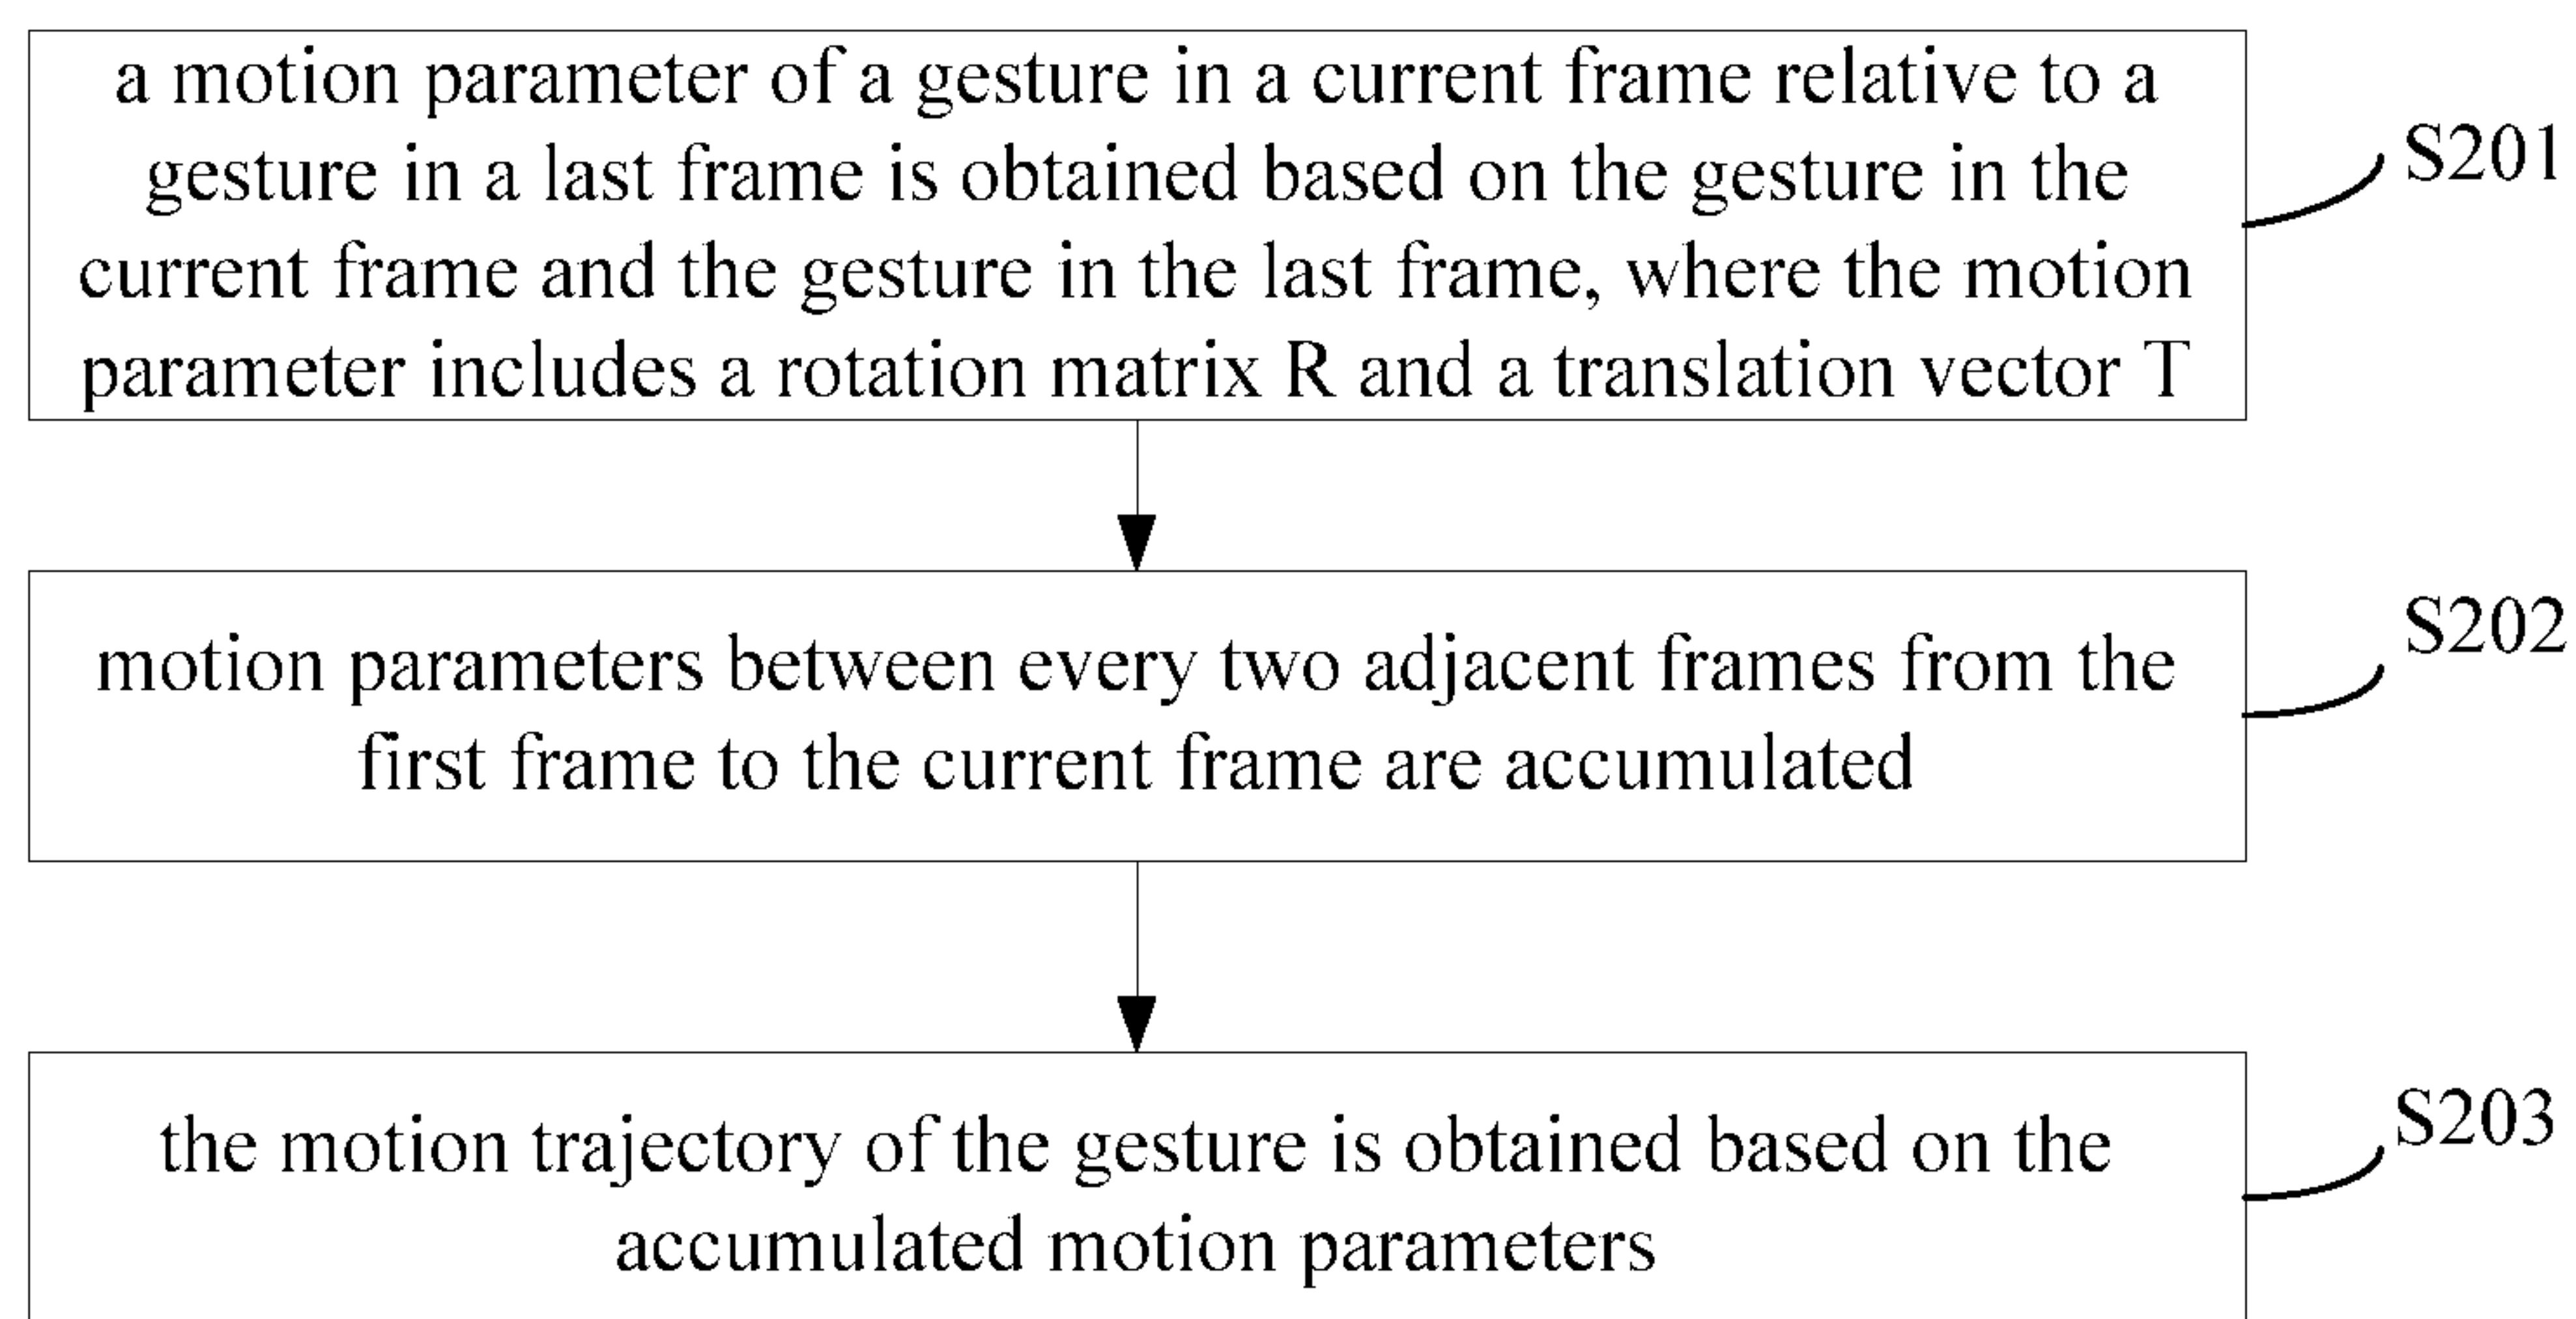 a motion parameter of a gesture in a current frame relative to a
gesture in a last frame is obtained based on the gesture in the
current frame and the gesture in the last frame, where the motion
parameter includes a rotation matrix R and a translation vector T
S201
motion parameters between every two adjacent frames from the
first frame to the current frame are accumulated
S202
the motion trajectory of the gesture is obtained based on the
accumulated motion parameters
S203